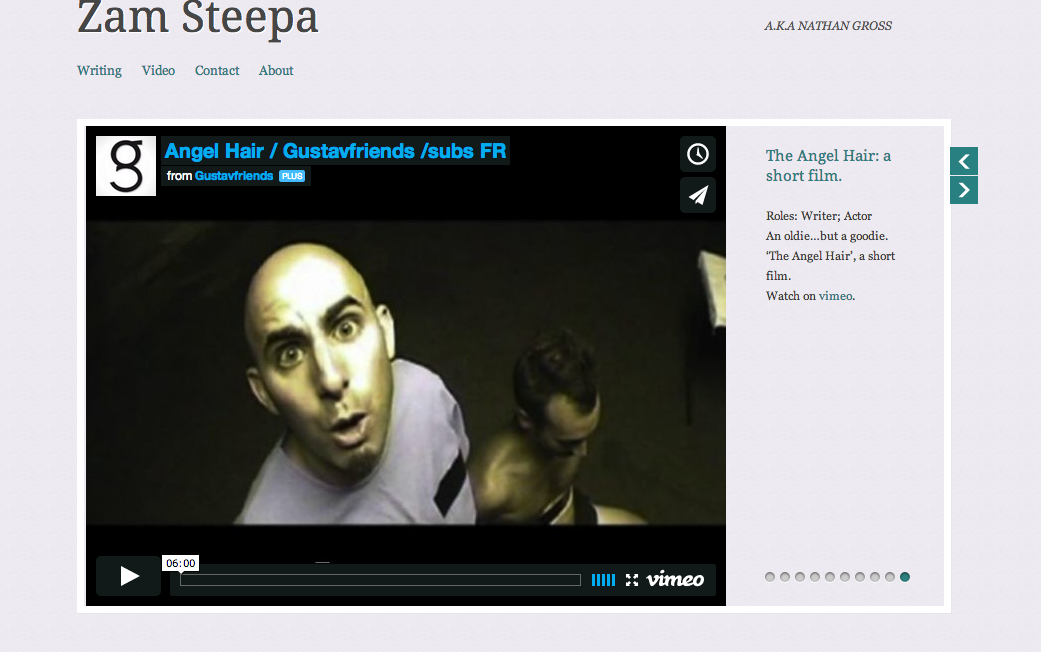 Zam Steepa
A.K.A NATHAN GROSS
Writing Video Contact About
g
Angel Hair / Gustavfriends /subs FR
from Gustavfriends PLUS
The Angel Hair: a
short film.
Roles: Writer; Actor
An oldie...but a goodie.
'The Angel Hair', a short
film.
Watch on vimeo.
06:00
vimeo